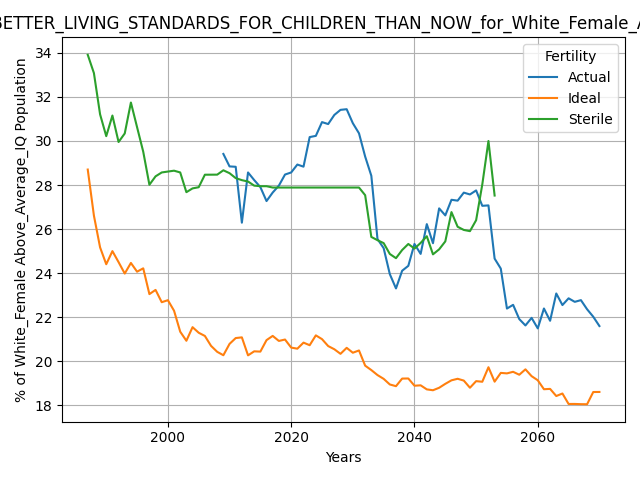 BETTER_LIVING_STANDARDS_FOR_CHILDREN_THAN_NOW_for_White_Female_A
% of White_Female Above_Average_IQ Population
34
32
30
28
26
24
22
20
18
Fertility
Actual
Ideal
Sterile
2000
2020
2040
2060
Years